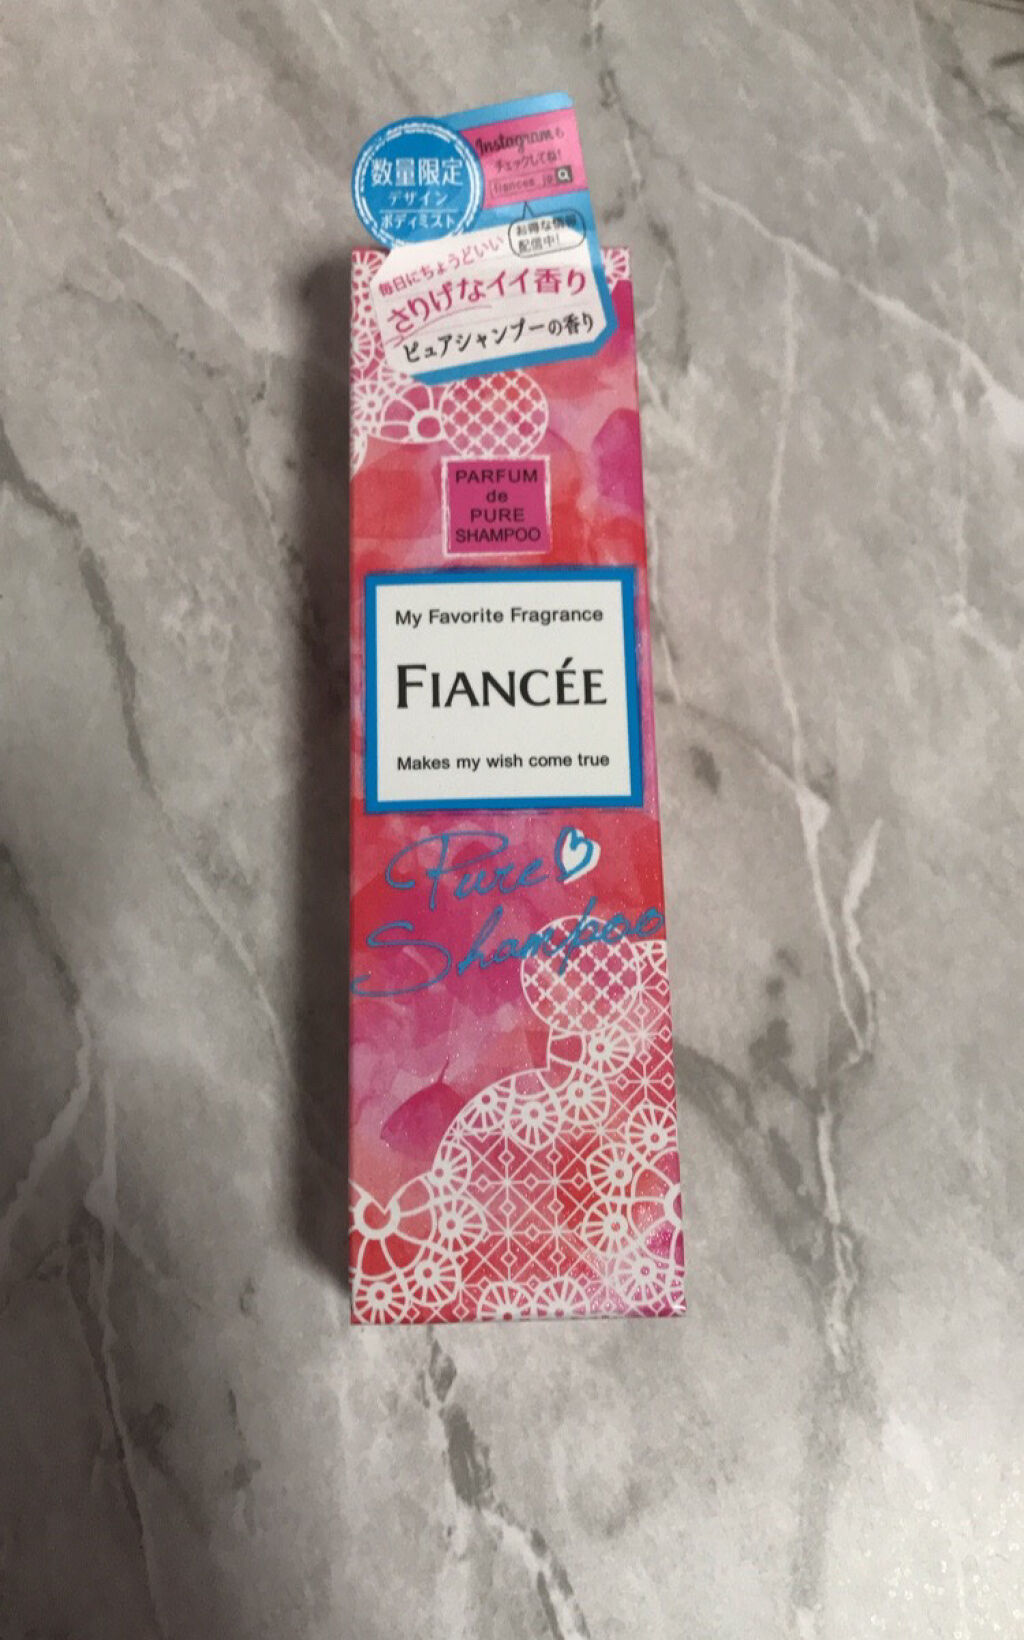 数量限定
デザイン
ボディミスト
Instagramも
チェックしてね!
fiancee_jp
お得な情報
配信中!
毎日にちょうどいい
さりげなイイ香り
ピュアシャンプーの香り
PARFUM
de
PURE
SHAMPOO
My Favorite Fragrance
FIANCÉE
Makes my wish come true
Pure
Shampoo